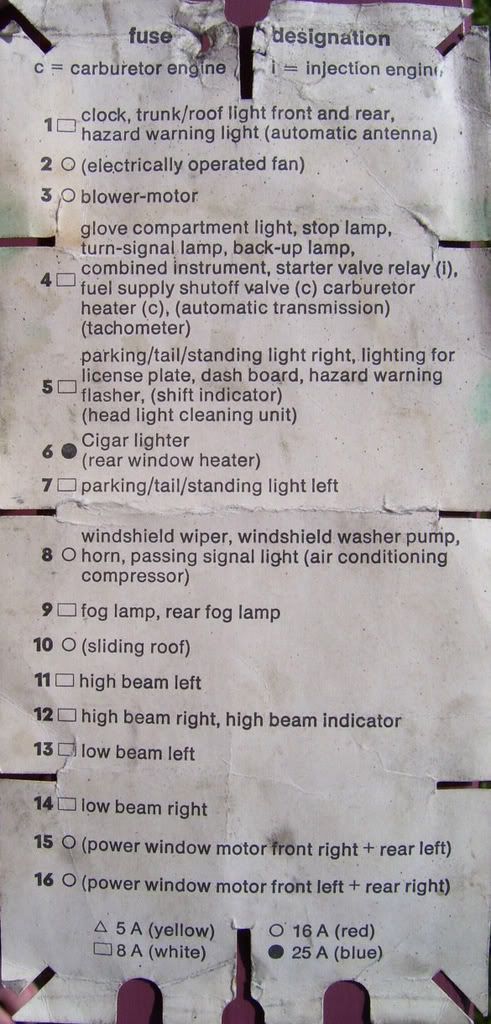 fuse designation
c = carburetor engine i = injection engine
1 □ clock, trunk/roof light front and rear,
hazard warning light (automatic antenna)
2 ○ (electrically operated fan)
3 ○ blower-motor
glove compartment light, stop lamp,
turn-signal lamp, back-up lamp,
combined instrument, starter valve relay (i),
4 □ fuel supply shutoff valve (c) carburetor
heater (c), (automatic transmission)
(tachometer)
parking/tail/standing light right, lighting for
license plate, dash board, hazard warning
5 □ flasher, (shift indicator)
(head light cleaning unit)
6 ● Cigar lighter
(rear window heater)
7 □ parking/tail/standing light left
windshield wiper, windshield washer pump,
8 ○ horn, passing signal light (air conditioning
compressor)
9 □ fog lamp, rear fog lamp
10 ○ (sliding roof)
11 □ high beam left
12 □ high beam right, high beam indicator
13 □ low beam left
14 □ low beam right
15 ○ (power window motor front right + rear left)
16 ○ (power window motor front left + rear right)
△ 5 A (yellow) ○ 16 A (red)
□ 8 A (white) ● 25 A (blue)